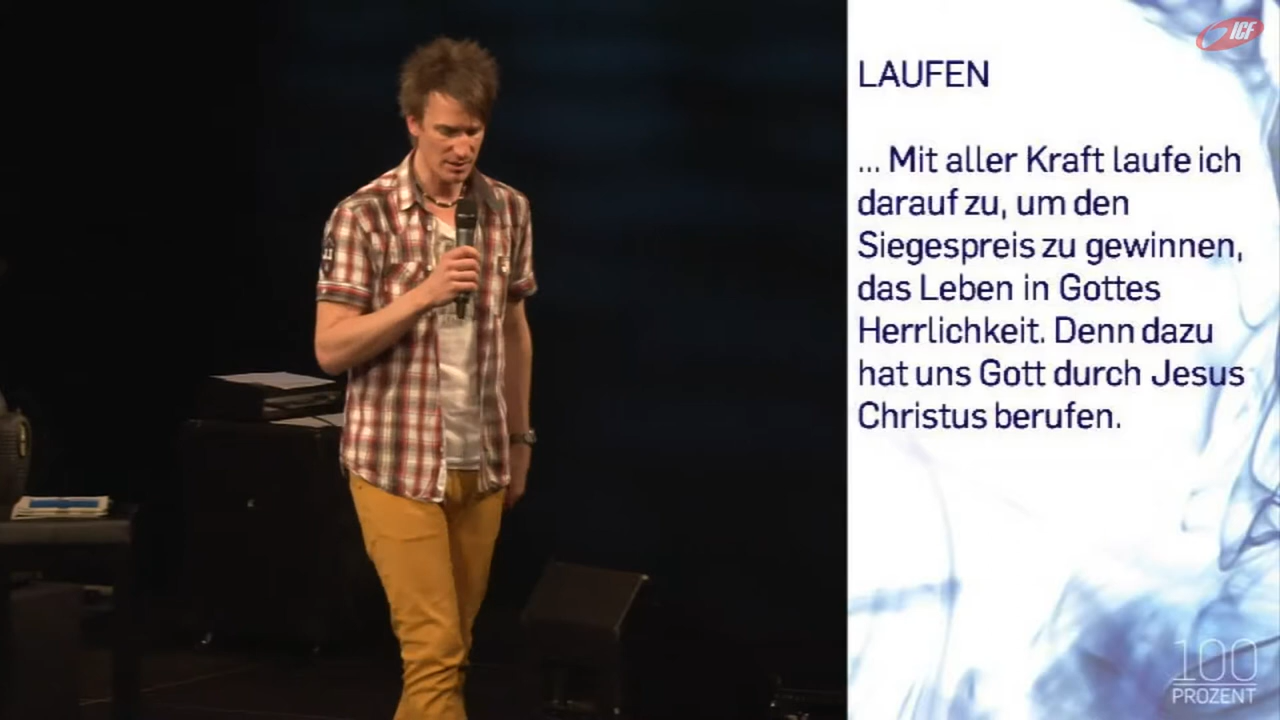 ICF
LAUFEN
... Mit aller Kraft laufe ich
darauf zu, um den
Siegespreis zu gewinnen,
das Leben in Gottes
Herrlichkeit. Denn dazu
hat uns Gott durch Jesus
Christus berufen.
100
PROZENT